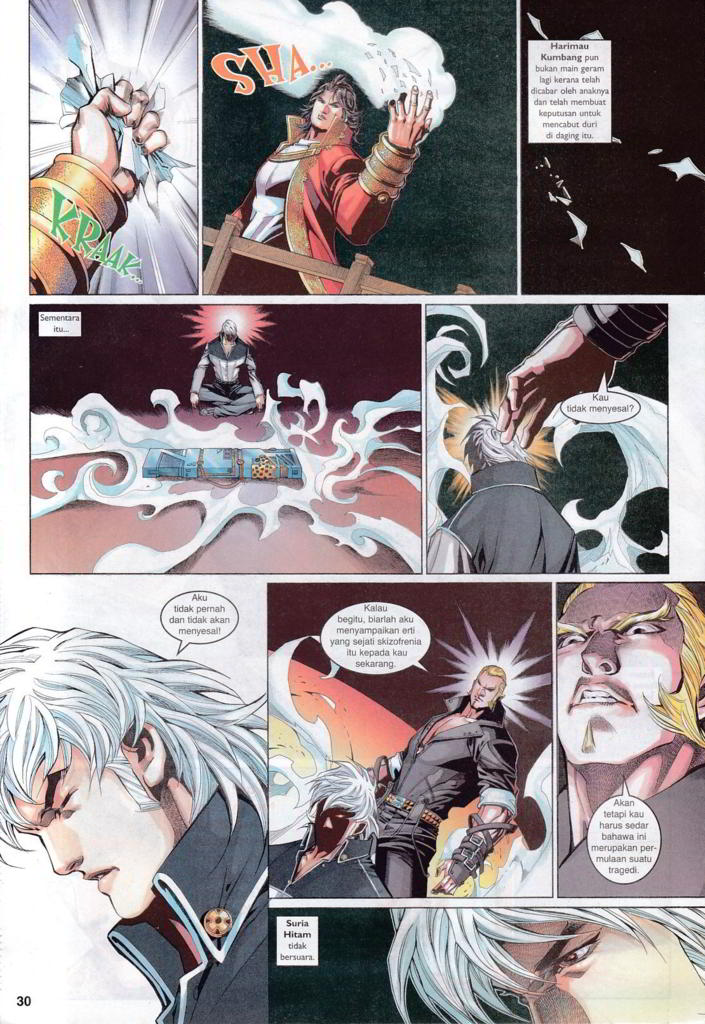 KRAAK..
SHA...
Harimau
Kumbang pun
bukan main geram
lagi kerana telah
dicabar oleh anaknya
dan telah membuat
keputusan untuk
mencabut duri
di daging itu.
Sementara
itu...
Kau
tidak menyesal?
Aku
tidak pernah
dan tidak akan
menyesal!
Kalau
begitu, biarlah aku
menyampaikan erti
yang sejati skizofrenia
itu kepada kau
sekarang.
Akan
tetapi kau
harus sedar
bahawa ini
merupakan per-
mulaan suatu
tragedi.
Suria
Hitam
tidak
bersuara.
30